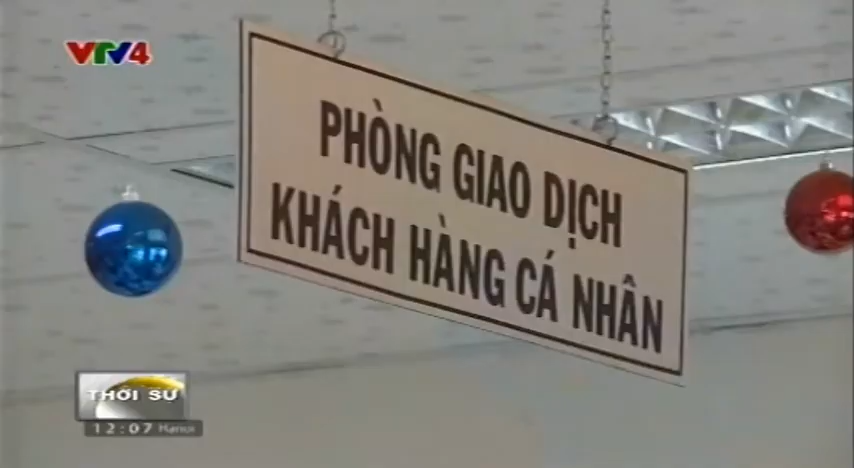 VTV4
PHÒNG GIAO DỊCH
KHÁCH HÀNG CÁ NHÂN
THỜI SỰ
12:07 Hanoi